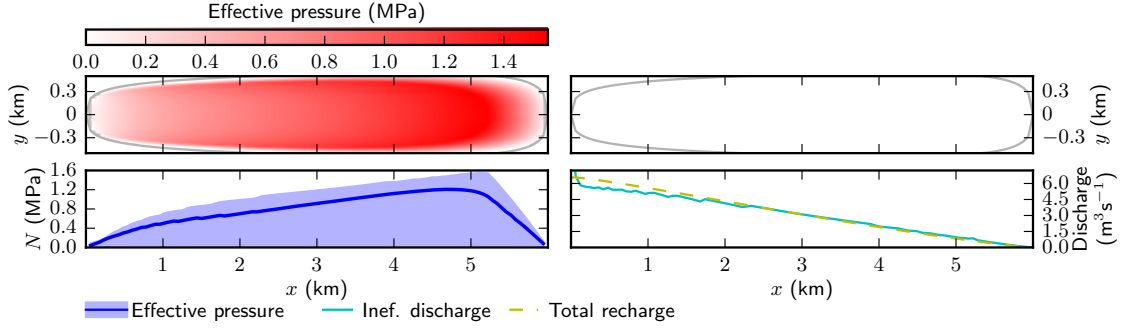 Effective pressure (MPa)
0.0 0.2 0.4 0.6 0.8 1.0 1.2 1.4
y (km)
0.3
0
−0.3
0.3
0
−0.3
y (km)
N (MPa)
1.6
1.2
0.8
0.4
0.0
6.0
4.5
3.0
1.5
0.0
Discharge
(m³s⁻¹)
1 2 3 4 5
1 2 3 4 5
x (km)
x (km)
Effective pressure Inef. discharge Total recharge